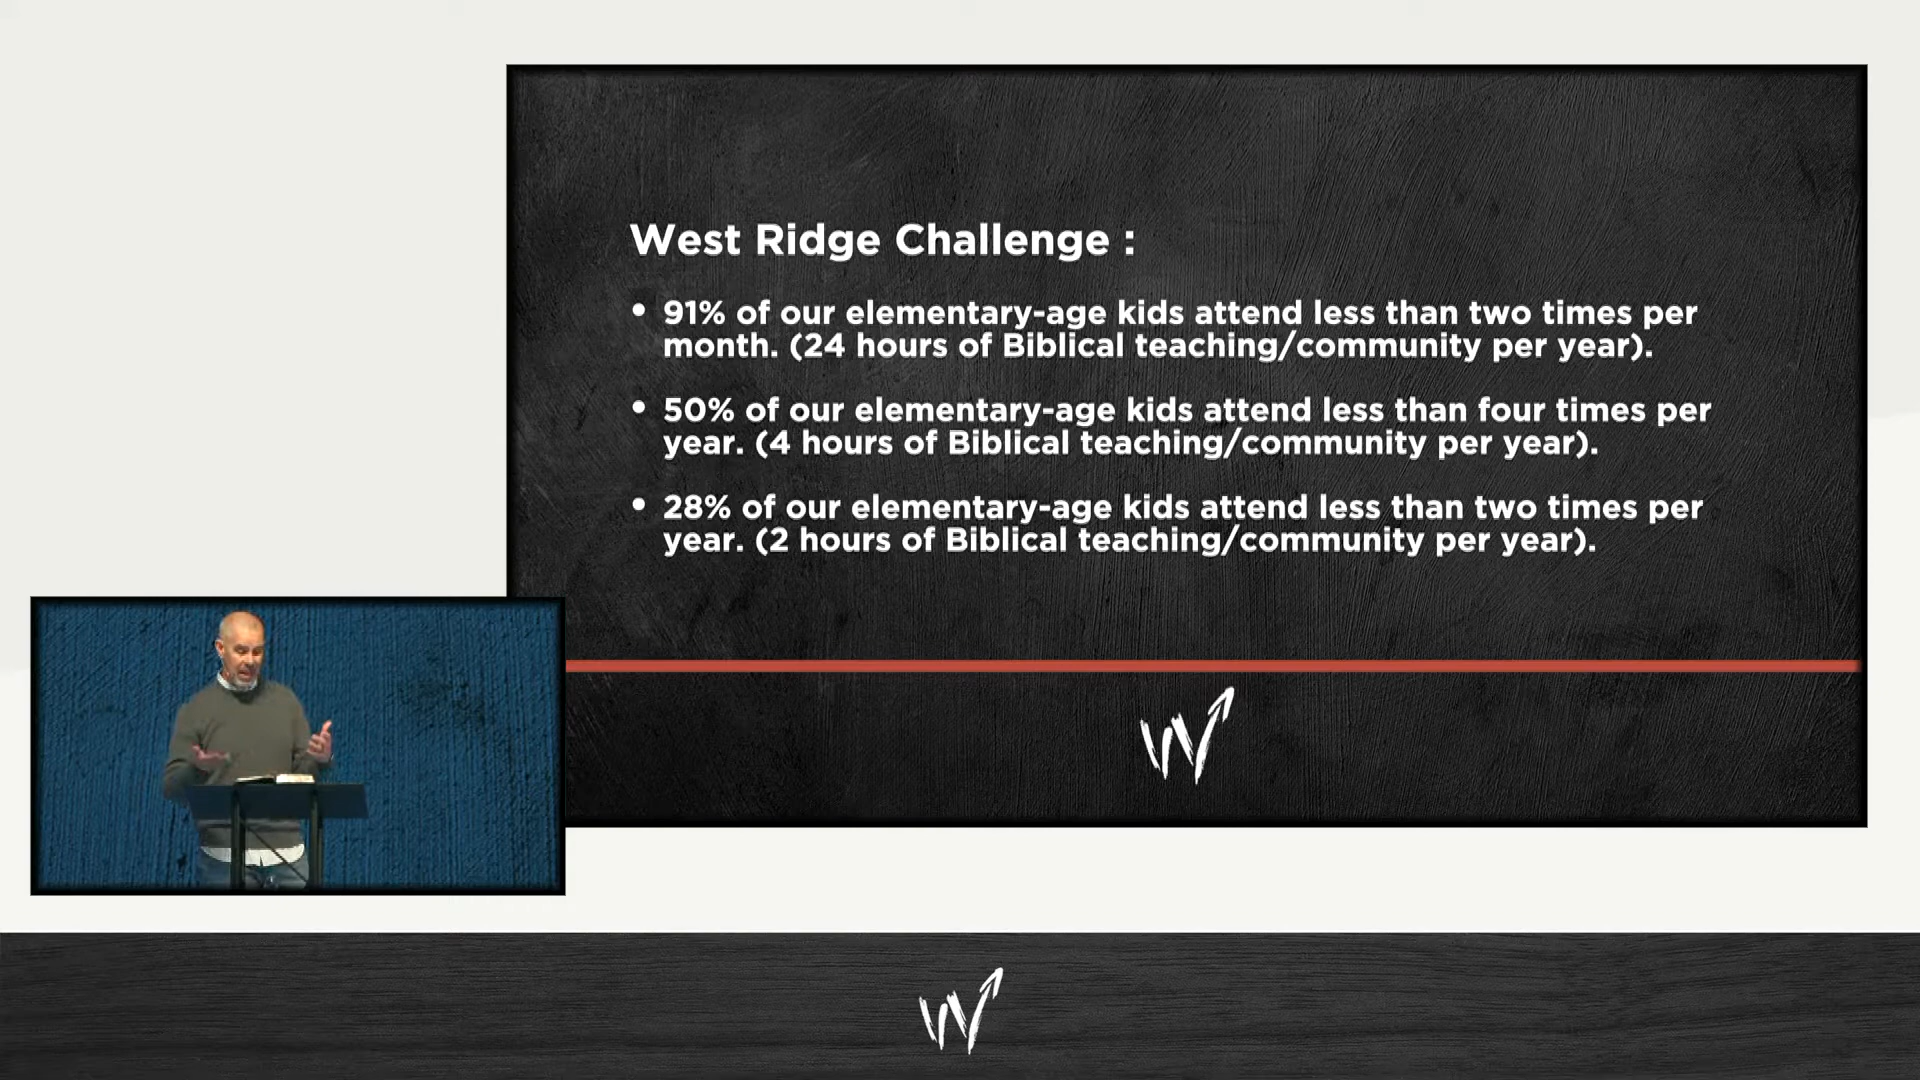 West Ridge Challenge :
• 91% of our elementary-age kids attend less than two times per
month. (24 hours of Biblical teaching/community per year).
• 50% of our elementary-age kids attend less than four times per
year. (4 hours of Biblical teaching/community per year).
• 28% of our elementary-age kids attend less than two times per
year. (2 hours of Biblical teaching/community per year).